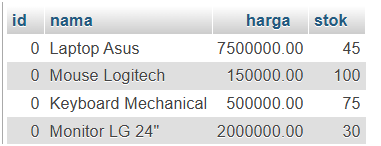 id nama harga stok
0 Laptop Asus 7500000.00 45
0 Mouse Logitech 150000.00 100
0 Keyboard Mechanical 500000.00 75
0 Monitor LG 24" 2000000.00 30